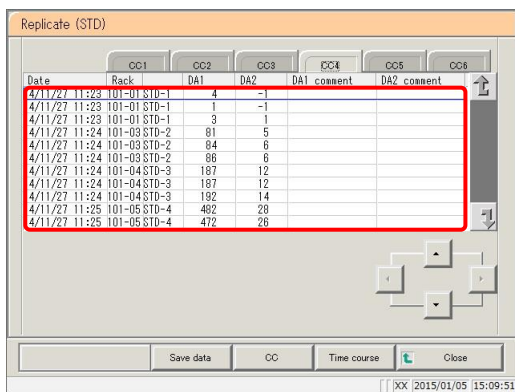 Replicate (STD)
CC1 CC2 CC3 CC4 CC5 CC6
Date Rack DA1 DA2 DA1 comment DA2 comment
4/11/27 11:23 101-01 STD-1 4 -1
4/11/27 11:23 101-01 STD-1 1 -1
4/11/27 11:23 101-01 STD-1 3 1
4/11/27 11:24 101-03 STD-2 81 5
4/11/27 11:24 101-03 STD-2 84 6
4/11/27 11:24 101-03 STD-2 86 6
4/11/27 11:24 101-04 STD-3 187 12
4/11/27 11:24 101-04 STD-3 187 12
4/11/27 11:24 101-04 STD-3 192 14
4/11/27 11:25 101-05 STD-4 482 28
4/11/27 11:25 101-05 STD-4 472 26
Save data CC Time course Close
XX 2015/01/05 15:09:51